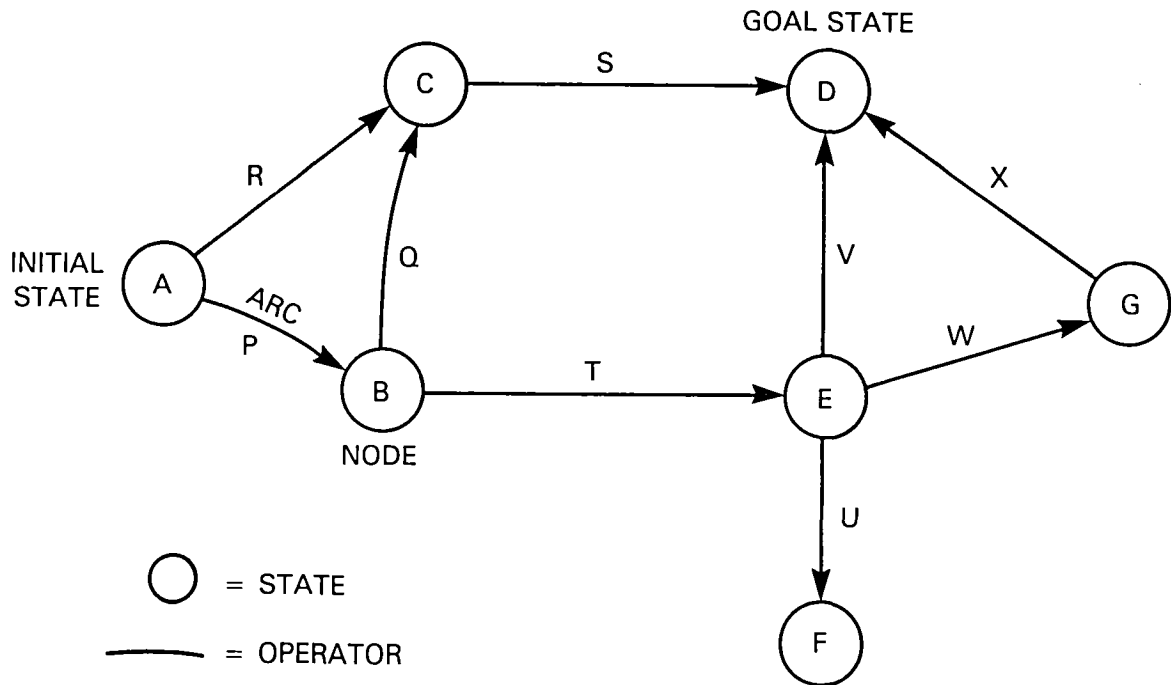 GOAL STATE
C
S
D
R
X
INITIAL
STATE
A
ARC
P
Q
V
G
W
B
T
E
NODE
U
= STATE
F
= OPERATOR